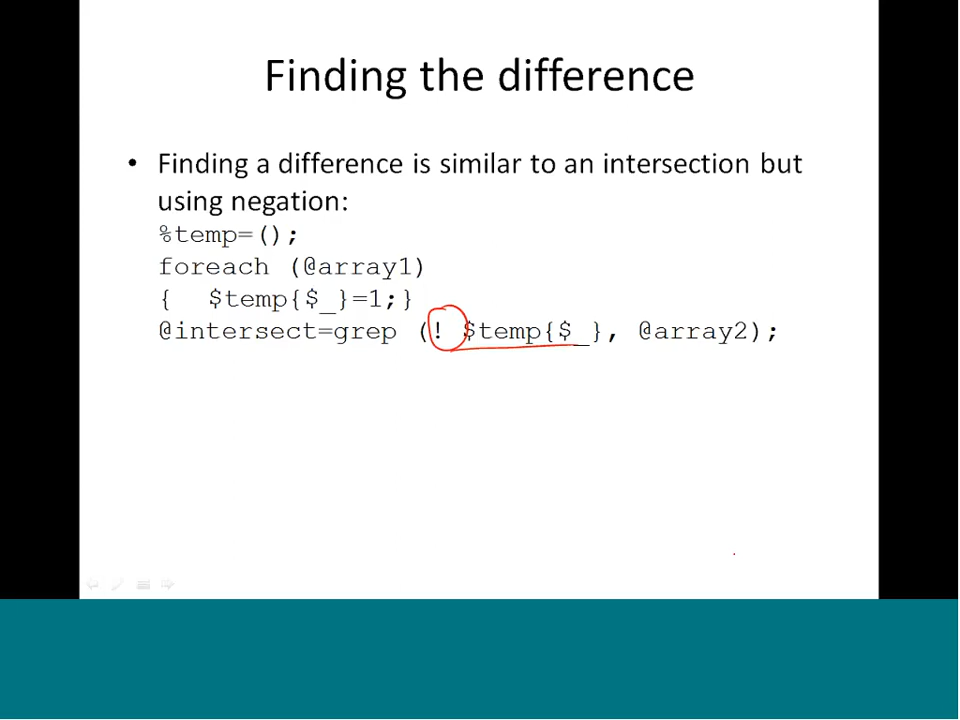 Finding the difference
• Finding a difference is similar to an intersection but
using negation:
%temp=();
foreach (@array1)
{  $temp{$_}=1;}
@intersect=grep (! $temp{$_}, @array2);